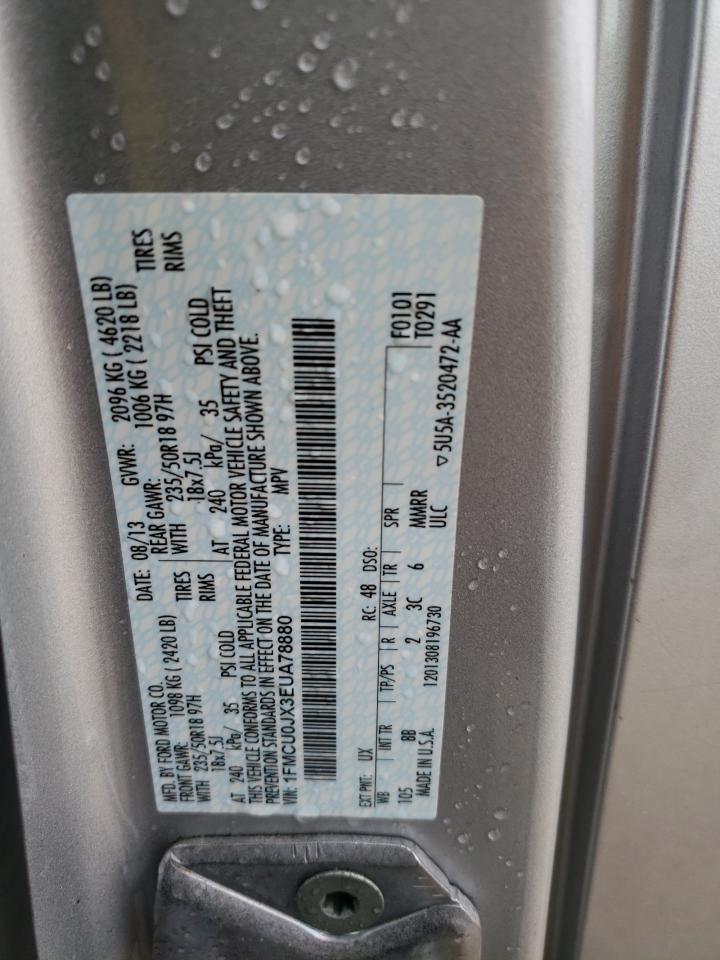 MFD. BY FORD MOTOR CO.
DATE: 08/13 GVWR: 2096 KG ( 4620 LB)
FRONT GAWR: 1098 KG (2420 LB) REAR GAWR: 1006 KG ( 2218 LB)
WITH 235/50R18 97H TIRES WITH 235/50R18 97H TIRES
18x7.5J RIMS 18x7.5J RIMS
AT 240 kPa/ 35 PSI COLD AT 240 kPa/ 35 PSI COLD
THIS VEHICLE CONFORMS TO ALL APPLICABLE FEDERAL MOTOR VEHICLE SAFETY AND THEFT
PREVENTION STANDARDS IN EFFECT ON THE DATE OF MANUFACTURE SHOWN ABOVE.
VIN: 1FMCU0JX3EUA78880 TYPE: MPV
EXT PNT: UX RC: 48 DSO: F0101
WB INT TR TP/PS R AXLE TR SPR T0291
105 BB 2 3C 6 MMRR
MADE IN U.S.A. 1201308196730 ULC ▽5U5A-3520472-AA